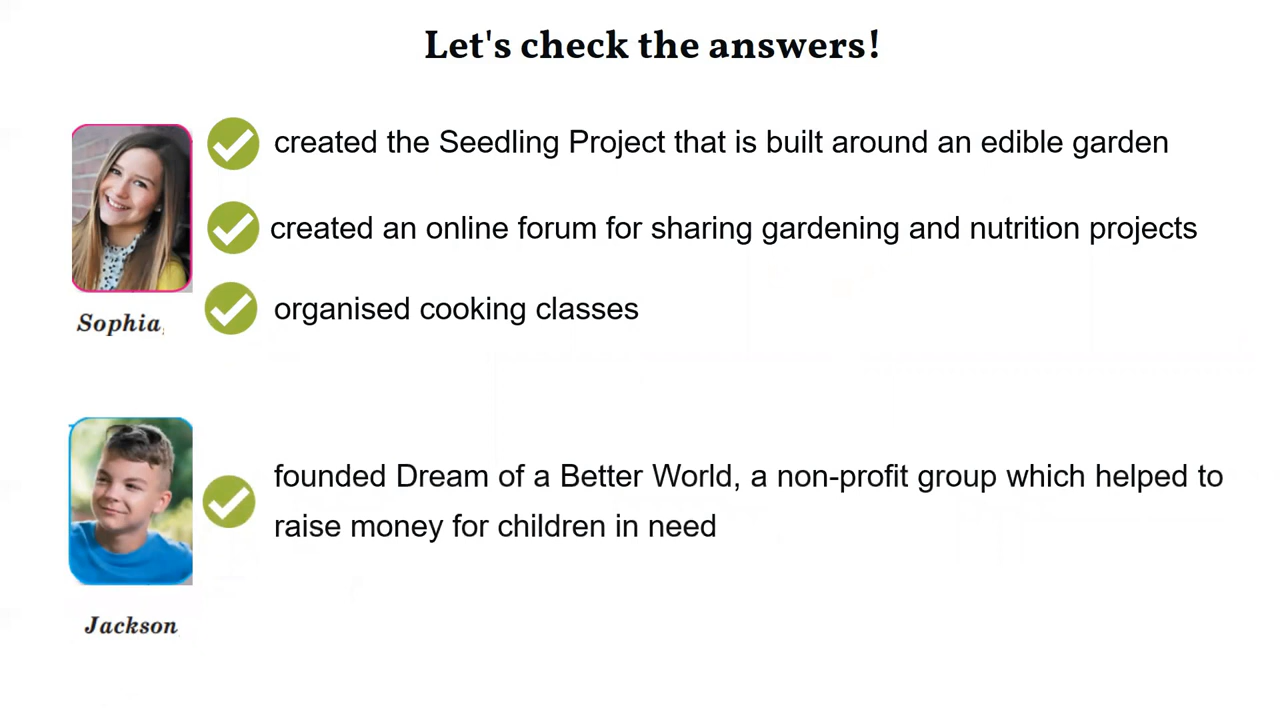 Let's check the answers!
created the Seedling Project that is built around an edible garden
created an online forum for sharing gardening and nutrition projects
organised cooking classes
Sophia,
founded Dream of a Better World, a non-profit group which helped to
raise money for children in need
Jackson